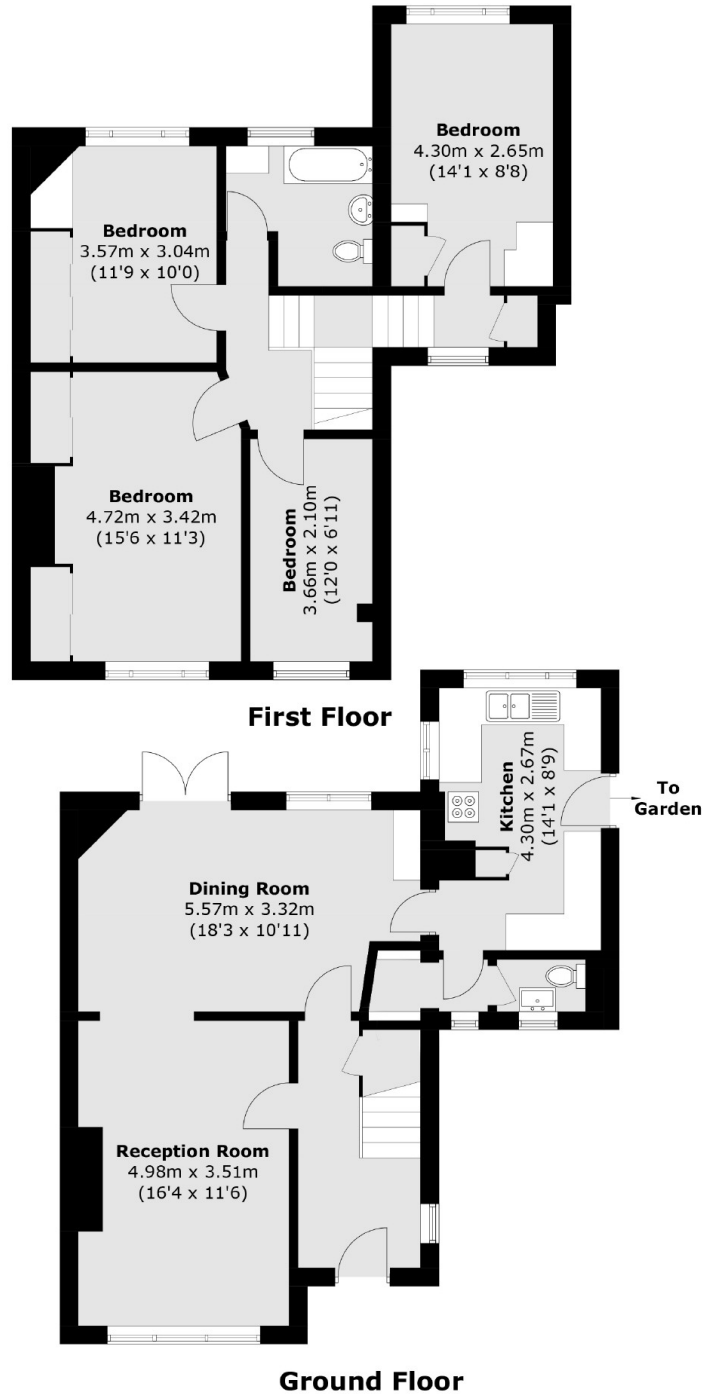 Bedroom
4.30m x 2.65m
(14'1 x 8'8)
Bedroom
3.57m x 3.04m
(11'9 x 10'0)
Bedroom
4.72m x 3.42m
(15'6 x 11'3)
Bedroom
3.66m x 2.10m
(12'0 x 6'11)
First Floor
Kitchen
4.30m x 2.67m
(14'1 x 8'9)
To
Garden
Dining Room
5.57m x 3.32m
(18'3 x 10'11)
Reception Room
4.98m x 3.51m
(16'4 x 11'6)
Ground Floor